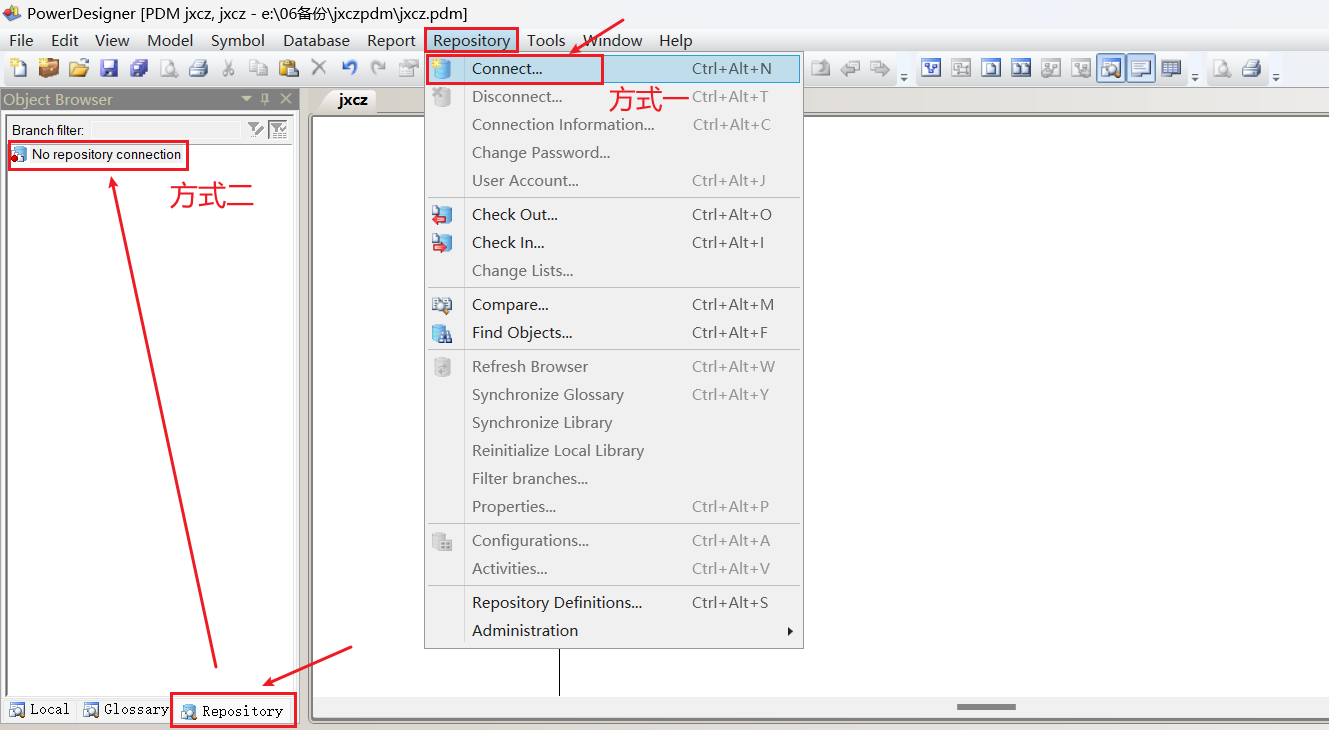 PowerDesigner [PDM jxcz, jxcz - e:\06备份\jxczpdm\jxcz.pdm]
File Edit View Model Symbol Database Report Repository Tools Window Help
Object Browser
jxcz
Branch filter:
No repository connection
方式二
Connect... Ctrl+Alt+N
方式一
Disconnect... Ctrl+Alt+T
Connection Information... Ctrl+Alt+C
Change Password...
User Account... Ctrl+Alt+J
Check Out... Ctrl+Alt+O
Check In... Ctrl+Alt+I
Change Lists...
Compare... Ctrl+Alt+M
Find Objects... Ctrl+Alt+F
Refresh Browser Ctrl+Alt+W
Synchronize Glossary Ctrl+Alt+Y
Synchronize Library
Reinitialize Local Library
Filter branches...
Properties... Ctrl+Alt+P
Configurations... Ctrl+Alt+A
Activities... Ctrl+Alt+V
Repository Definitions... Ctrl+Alt+S
Administration
Local Glossary Repository